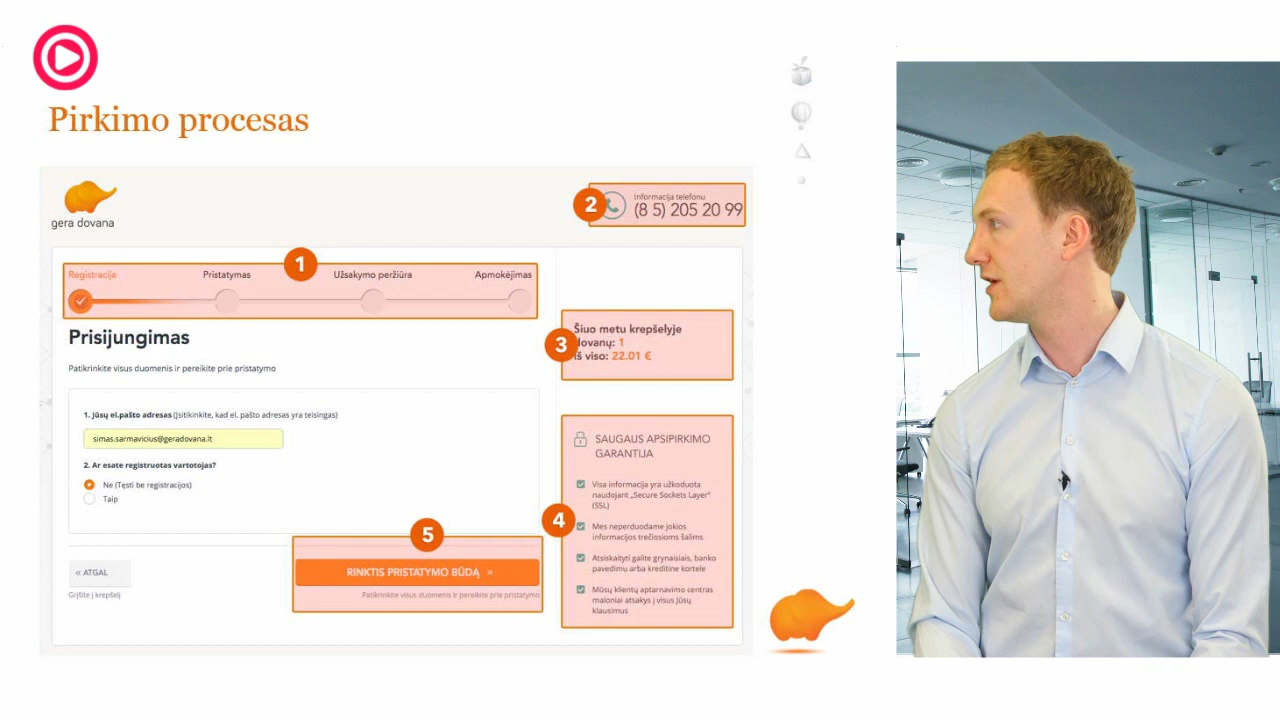 Pirkimo procesas
gera dovana
2
Informacija telefonu
(8 5) 205 20 99
1
Registracija
Pristatymas
Užsakymo peržiūra
Apmokėjimas
Prisijungimas
Patikrinkite visus duomenis ir pereikite prie pristatymo
1. Jūsų el.pašto adresas (Įsitikinkite, kad el. pašto adresas yra teisingas)
simas.sarmavicius@geradovana.lt
2. Ar esate registruotas vartotojas?
Ne (Tęsti be registracijos)
Taip
5
« ATGAL
Grįšite į krepšelį
RINKTIS PRISTATYMO BŪDĄ »
Patikrinkite visus duomenis ir pereikite prie pristatymo
3
Šiuo metu krepšelyje
dovanų: 1
Iš viso: 22.01 €
4
SAUGAUS APSIPIRKIMO
GARANTIJA
Visa informacija yra užkoduota
naudojant „Secure Sockets Layer“
(SSL)
Mes neperduodame jokios
informacijos trečiosioms šalims
Atsiskaityti galite grynaisiais, banko
pavedimu arba kreditine kortele
Mūsų klientų aptarnavimo centras
maloniai atsakys į visus Jūsų
klausimus